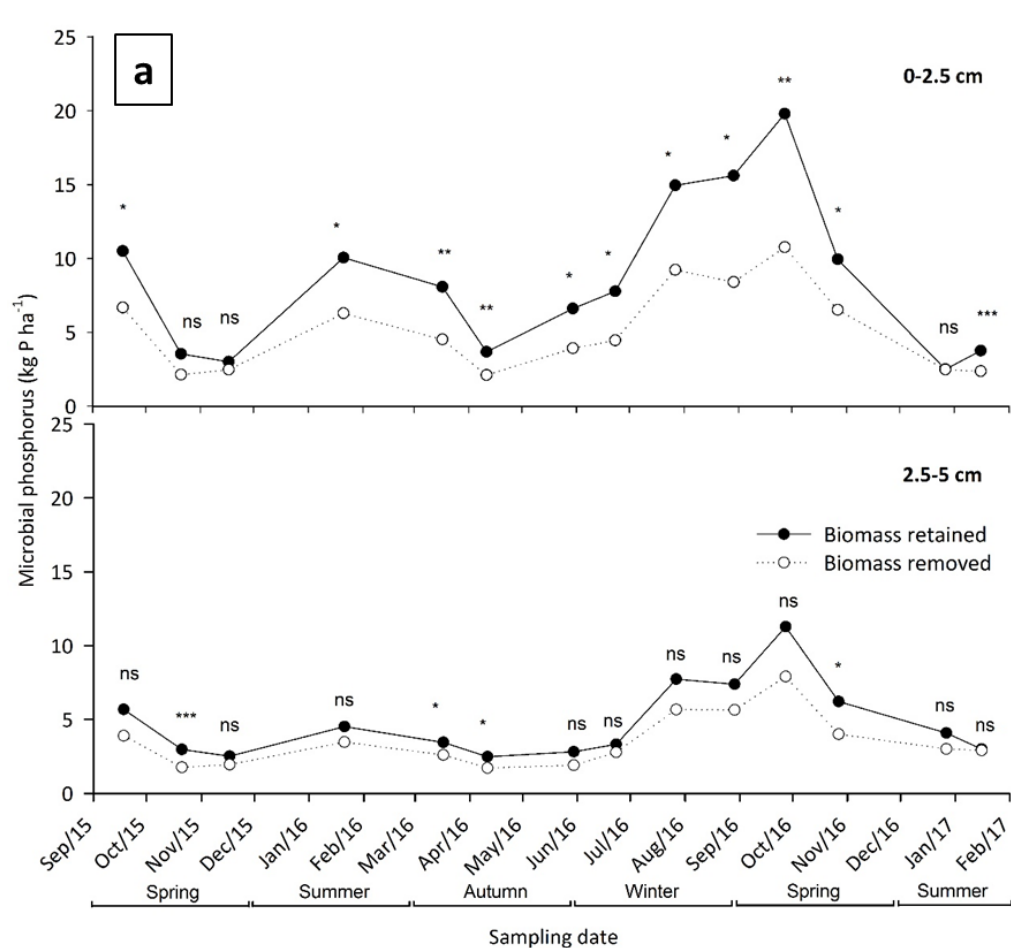 a
0-2.5 cm
25
20
15
10
5
0
* ns ns * ** ** * * * * ** * ns ***
Microbial phosphorus (kg P ha⁻¹)
2.5-5 cm
25
20
15
10
5
0
Biomass retained
Biomass removed
ns *** ns ns * * ns ns ns ns ns * ns ns
Sep/15 Oct/15 Nov/15 Dec/15 Jan/16 Feb/16 Mar/16 Apr/16 May/16 Jun/16 Jul/16 Aug/16 Sep/16 Oct/16 Nov/16 Dec/16 Jan/17 Feb/17
Spring Summer Autumn Winter Spring Summer
Sampling date